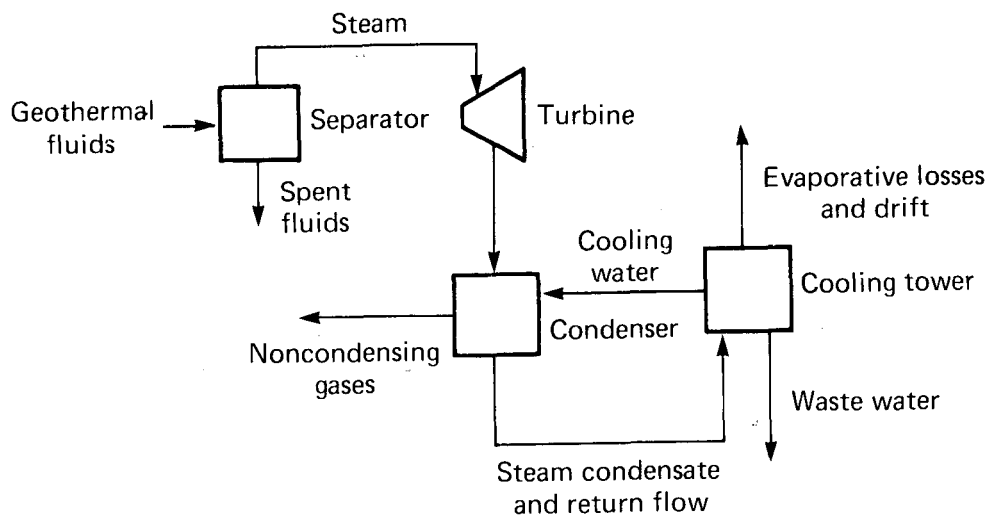 Steam
Geothermal
fluids
Separator
Turbine
Spent
fluids
Evaporative losses
and drift
Cooling
water
Cooling tower
Condenser
Noncondensing
gases
Waste water
Steam condensate
and return flow